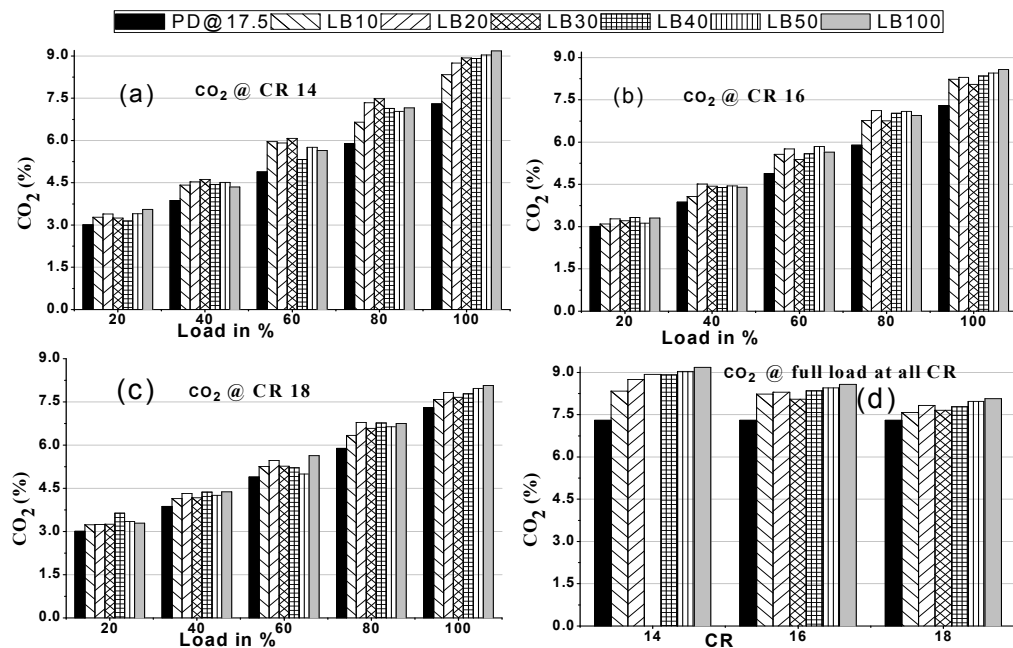 PD@17.5 LB10 LB20 LB30 LB40 LB50 LB100
(a) CO2 @ CR 14
CO2 (%)
9.0
7.5
6.0
4.5
3.0
1.5
0.0
20 40 60 80 100
Load in %
(b) CO2 @ CR 16
CO2 (%)
9.0
7.5
6.0
4.5
3.0
1.5
0.0
20 40 60 80 100
Load in %
(c) CO2 @ CR 18
CO2 (%)
9.0
7.5
6.0
4.5
3.0
1.5
0.0
20 40 60 80 100
Load in %
CO2 @ full load at all CR
(d)
CO2 (%)
9.0
7.5
6.0
4.5
3.0
1.5
0.0
14 16 18
CR